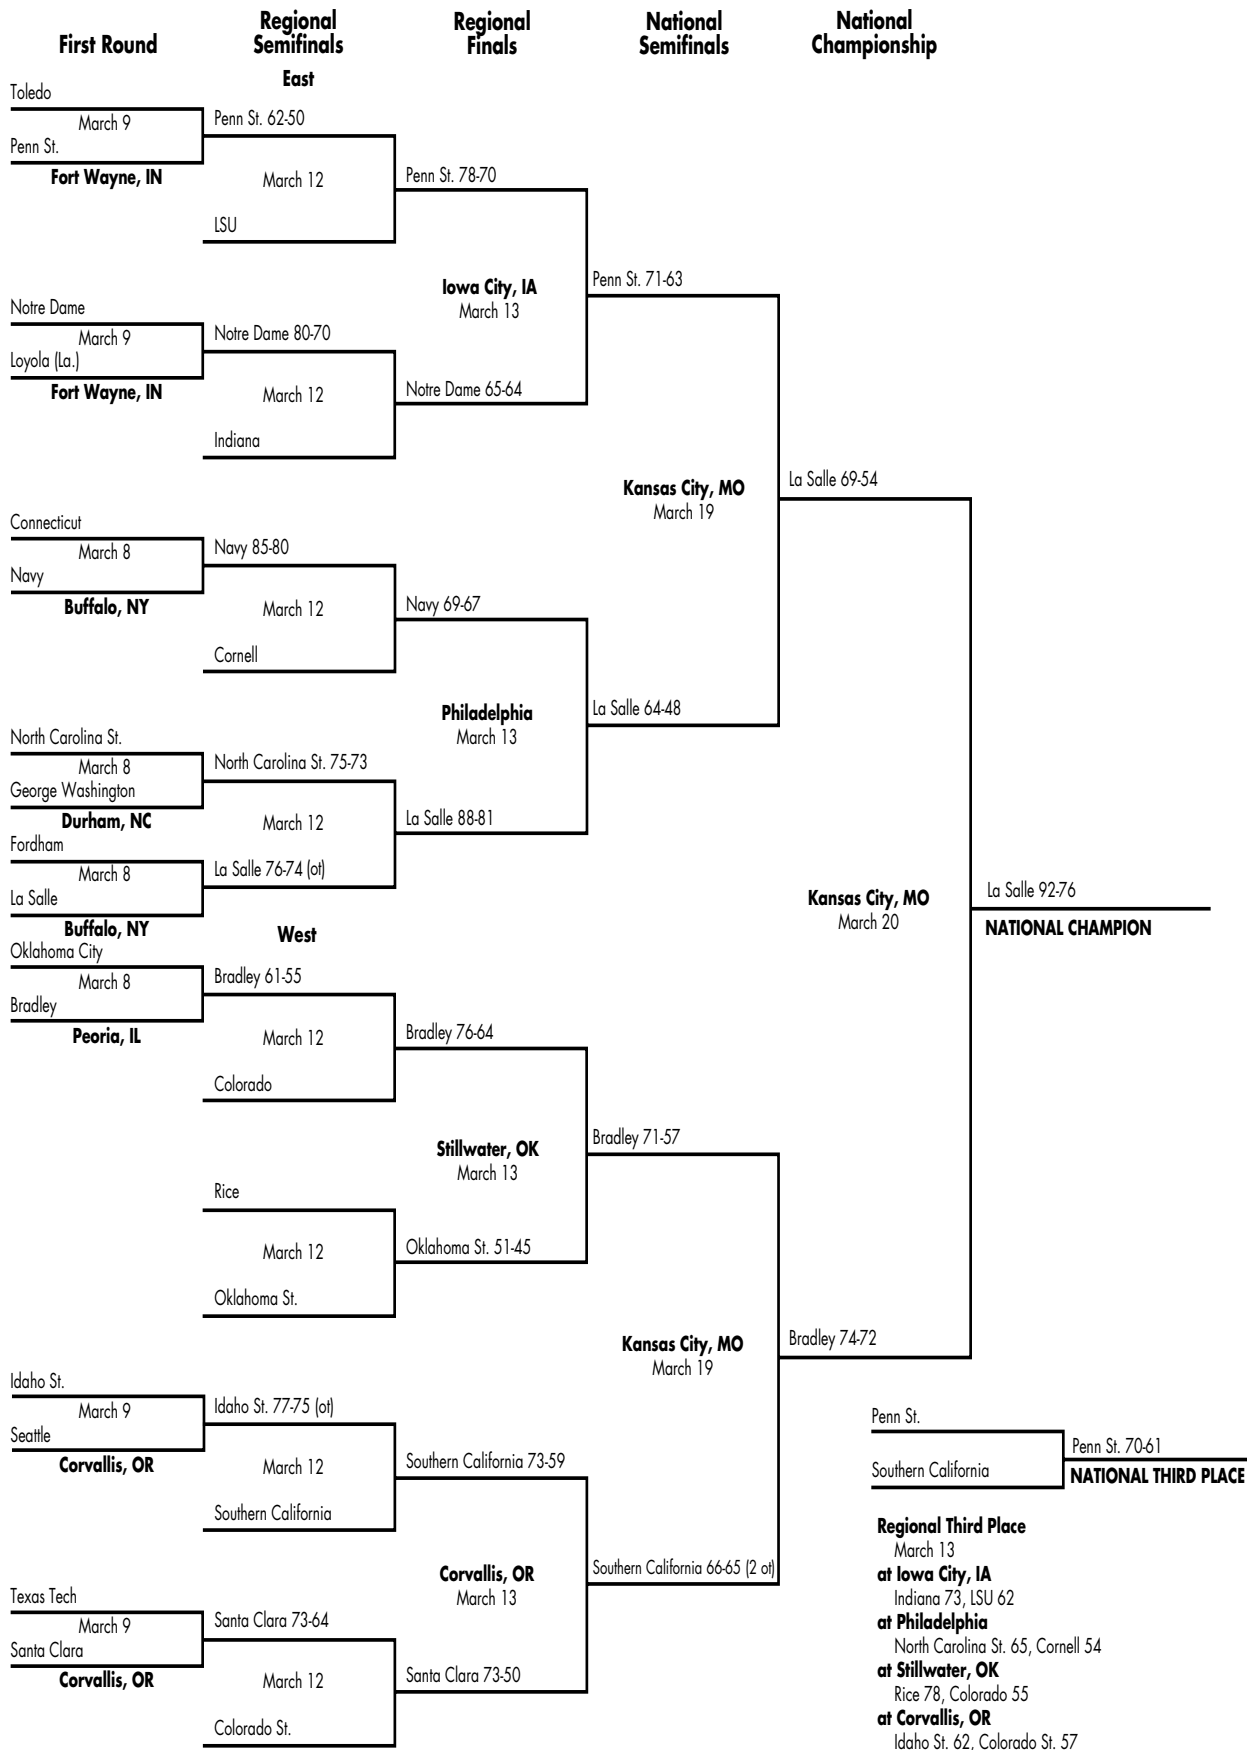 First Round
Regional
Semifinals
Regional
Finals
National
Semifinals
National
Championship
East
Toledo
March 9
Penn St.
Fort Wayne, IN
Penn St. 62-50
March 12
LSU
Penn St. 78-70
Iowa City, IA
March 13
Penn St. 71-63
Notre Dame
March 9
Loyola (La.)
Fort Wayne, IN
Notre Dame 80-70
March 12
Indiana
Notre Dame 65-64
Kansas City, MO
March 19
La Salle 69-54
Connecticut
March 8
Navy
Buffalo, NY
Navy 85-80
March 12
Cornell
Navy 69-67
Philadelphia
March 13
La Salle 64-48
North Carolina St.
March 8
George Washington
Durham, NC
North Carolina St. 75-73
March 12
La Salle 88-81
Fordham
March 8
La Salle
Buffalo, NY
La Salle 76-74 (ot)
Kansas City, MO
March 20
La Salle 92-76
NATIONAL CHAMPION
West
Oklahoma City
March 8
Bradley
Peoria, IL
Bradley 61-55
March 12
Colorado
Bradley 76-64
Stillwater, OK
March 13
Bradley 71-57
Rice
March 12
Oklahoma St.
Oklahoma St. 51-45
Kansas City, MO
March 19
Bradley 74-72
Idaho St.
March 9
Seattle
Corvallis, OR
Idaho St. 77-75 (ot)
March 12
Southern California
Southern California 73-59
Corvallis, OR
March 13
Southern California 66-65 (2 ot)
Texas Tech
March 9
Santa Clara
Corvallis, OR
Santa Clara 73-64
March 12
Colorado St.
Santa Clara 73-50
Penn St.
Southern California
Penn St. 70-61
NATIONAL THIRD PLACE
Regional Third Place
March 13
at Iowa City, IA
Indiana 73, LSU 62
at Philadelphia
North Carolina St. 65, Cornell 54
at Stillwater, OK
Rice 78, Colorado 55
at Corvallis, OR
Idaho St. 62, Colorado St. 57